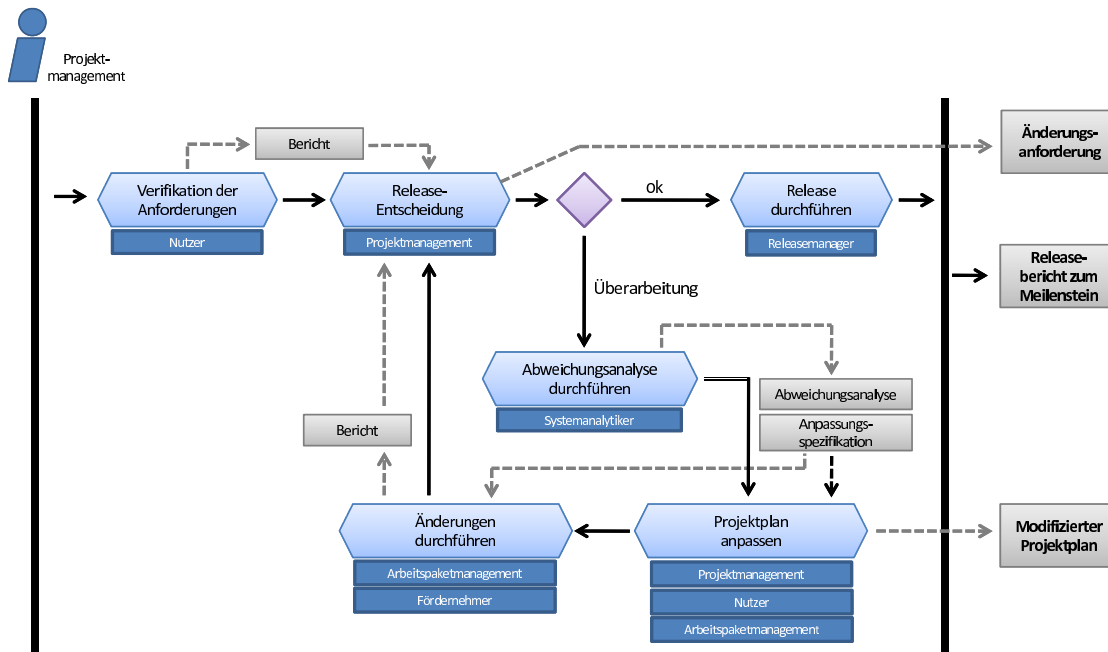 Projekt-
management
Bericht
Änderungs-
anforderung
Verifikation der
Anforderungen
Nutzer
Release-
Entscheidung
Projektmanagement
ok
Release
durchführen
Releasemanager
Release-
bericht zum
Meilenstein
Überarbeitung
Abweichungsanalyse
durchführen
Systemanalytiker
Abweichungsanalyse
Anpassungs-
spezifikation
Bericht
Änderungen
durchführen
Arbeitspaketmanagement
Fördernehmer
Projektplan
anpassen
Projektmanagement
Nutzer
Arbeitspaketmanagement
Modifizierter
Projektplan